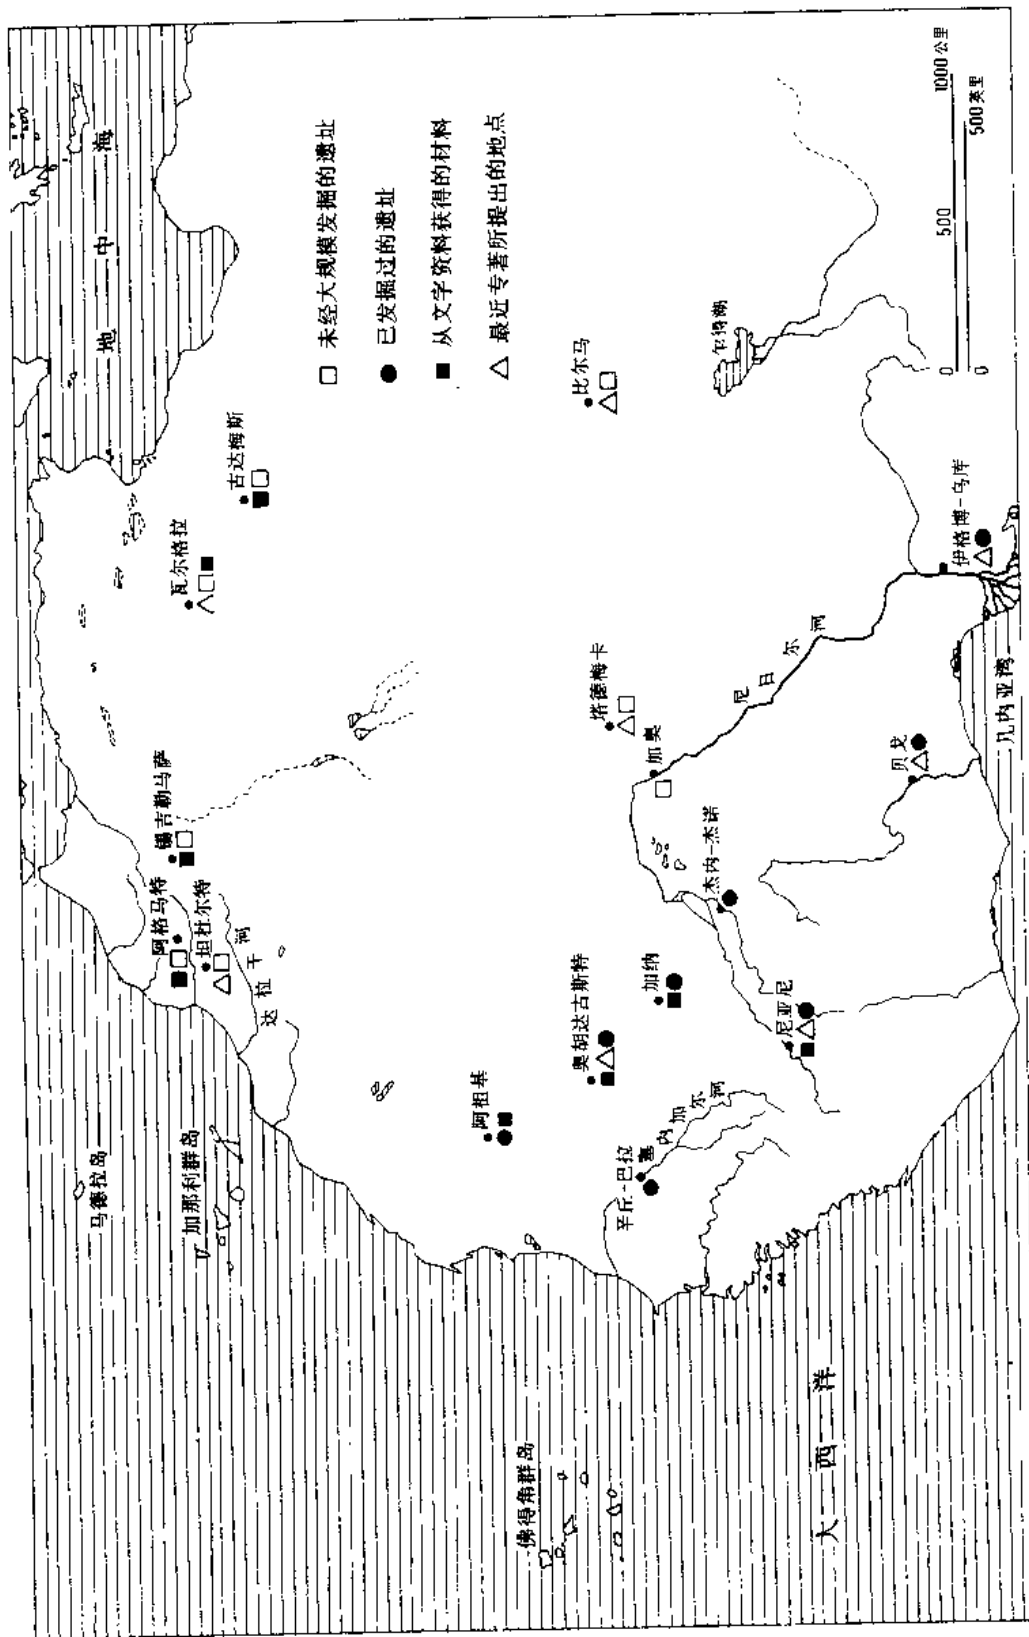 地中海
□ 未经大规模发掘的遗址
● 已发掘过的遗址
■ 从文字资料获得的材料
△ 最近专著所提出的地点
马德拉岛
加那利群岛
佛得角群岛
大西洋
阿格马特
坦杜尔特
锡吉勒马萨
瓦尔格拉
古达梅斯
达拉干河
阿祖基
奥胡达古斯特
塔德梅卡
比尔马
加纳
加奥
杰内-杰诺
辛丘-巴拉
塞内加尔河
尼亚尼
尼日尔河
乍得湖
贝戈
伊格博-乌库
几内亚湾
0 500 1000公里
0 500英里